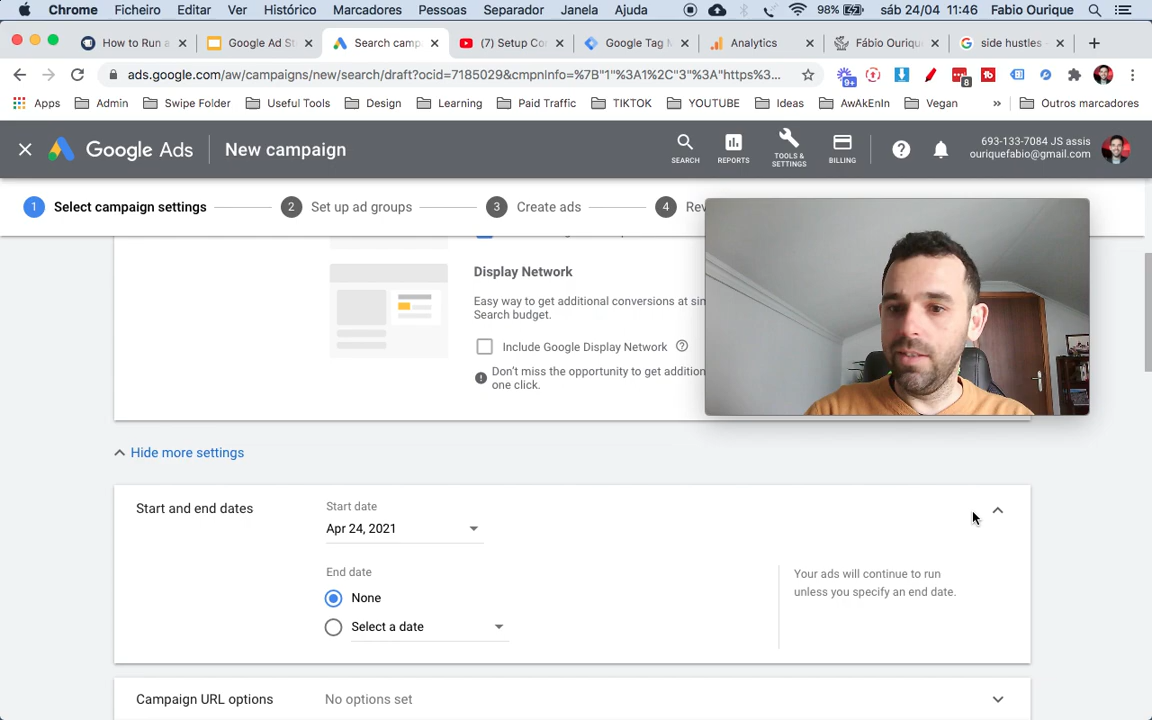 Chrome Ficheiro Editar Ver Histórico Marcadores Pessoas Separador Janela Ajuda 98% sáb 24/04 11:46 Fabio Ourique
How to Run a Google Ad St Search camp (7) Setup Co Google Tag M Analytics Fábio Ouriqu side hustles
ads.google.com/aw/campaigns/new/search/draft?ocid=7185029&cmpnInfo=%7B"1"%3A1%2C"3"%3A"https%3... 9+ 8
Apps Admin Swipe Folder Useful Tools Design Learning Paid Traffic TIKTOK YOUTUBE Ideas AwAkEnIn Vegan » Outros marcadores
Google Ads New campaign
SEARCH REPORTS TOOLS & SETTINGS BILLING
693-133-7084 JS assis
ouriquefabio@gmail.com
1 Select campaign settings 2 Set up ad groups 3 Create ads 4 Rev
Display Network
Easy way to get additional conversions at sim
Search budget.
Include Google Display Network
Don't miss the opportunity to get addition
one click.
Hide more settings
Start and end dates
Start date
Apr 24, 2021
End date
None
Select a date
Your ads will continue to run
unless you specify an end date.
Campaign URL options No options set